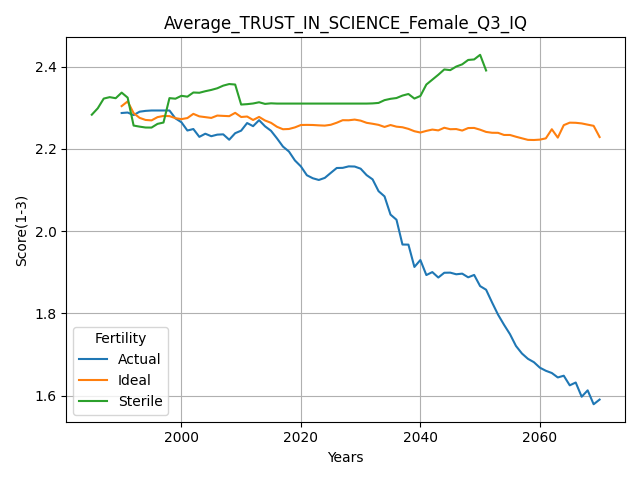 Average_TRUST_IN_SCIENCE_Female_Q3_IQ
Score(1-3)
2.4
2.2
2.0
1.8
1.6
Fertility
Actual
Ideal
Sterile
2000
2020
2040
2060
Years